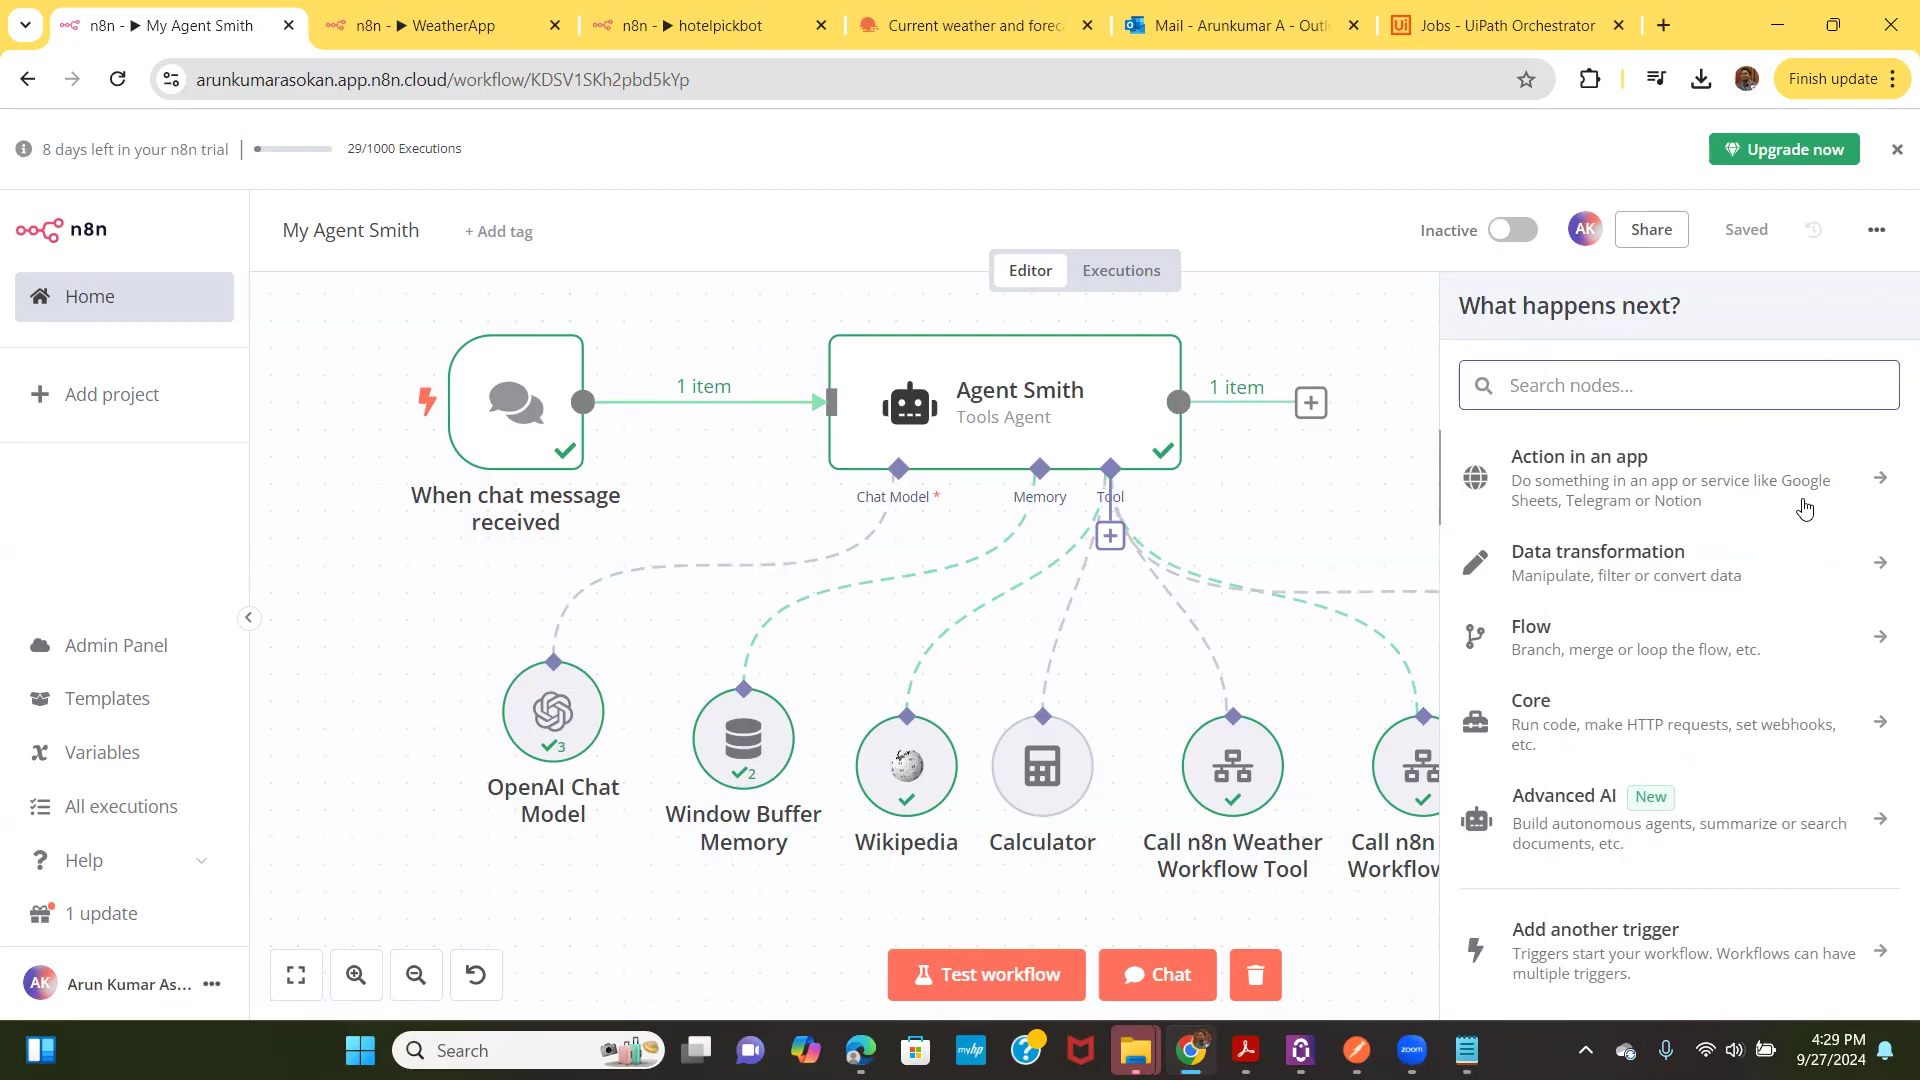 n8n - ▶ My Agent Smith
n8n - ▶ WeatherApp
n8n - ▶ hotelpickbot
Current weather and foreca
Mail - Arunkumar A - Outl
Ui
Jobs - UiPath Orchestrator
arunkumarasokan.app.n8n.cloud/workflow/KDSV1SKh2pbd5kYp
Finish update
8 days left in your n8n trial
29/1000 Executions
Upgrade now
n8n
My Agent Smith
+ Add tag
Inactive
AK
Share
Saved
Home
Editor
Executions
What happens next?
Search nodes...
Add project
1 item
Agent Smith
Tools Agent
1 item
When chat message
received
Chat Model *
Memory
Tool
Action in an app
Do something in an app or service like Google
Sheets, Telegram or Notion
Data transformation
Manipulate, filter or convert data
Flow
Branch, merge or loop the flow, etc.
Core
Run code, make HTTP requests, set webhooks,
etc.
Advanced AI
New
Build autonomous agents, summarize or search
documents, etc.
Add another trigger
Triggers start your workflow. Workflows can have
multiple triggers.
Admin Panel
Templates
Variables
All executions
Help
1 update
AK
Arun Kumar As...
3
OpenAI Chat
Model
2
Window Buffer
Memory
Wikipedia
Calculator
Call n8n Weather
Workflow Tool
Call n8n
Workflow
Test workflow
Chat
Search
myhp
zoom
4:29 PM
9/27/2024